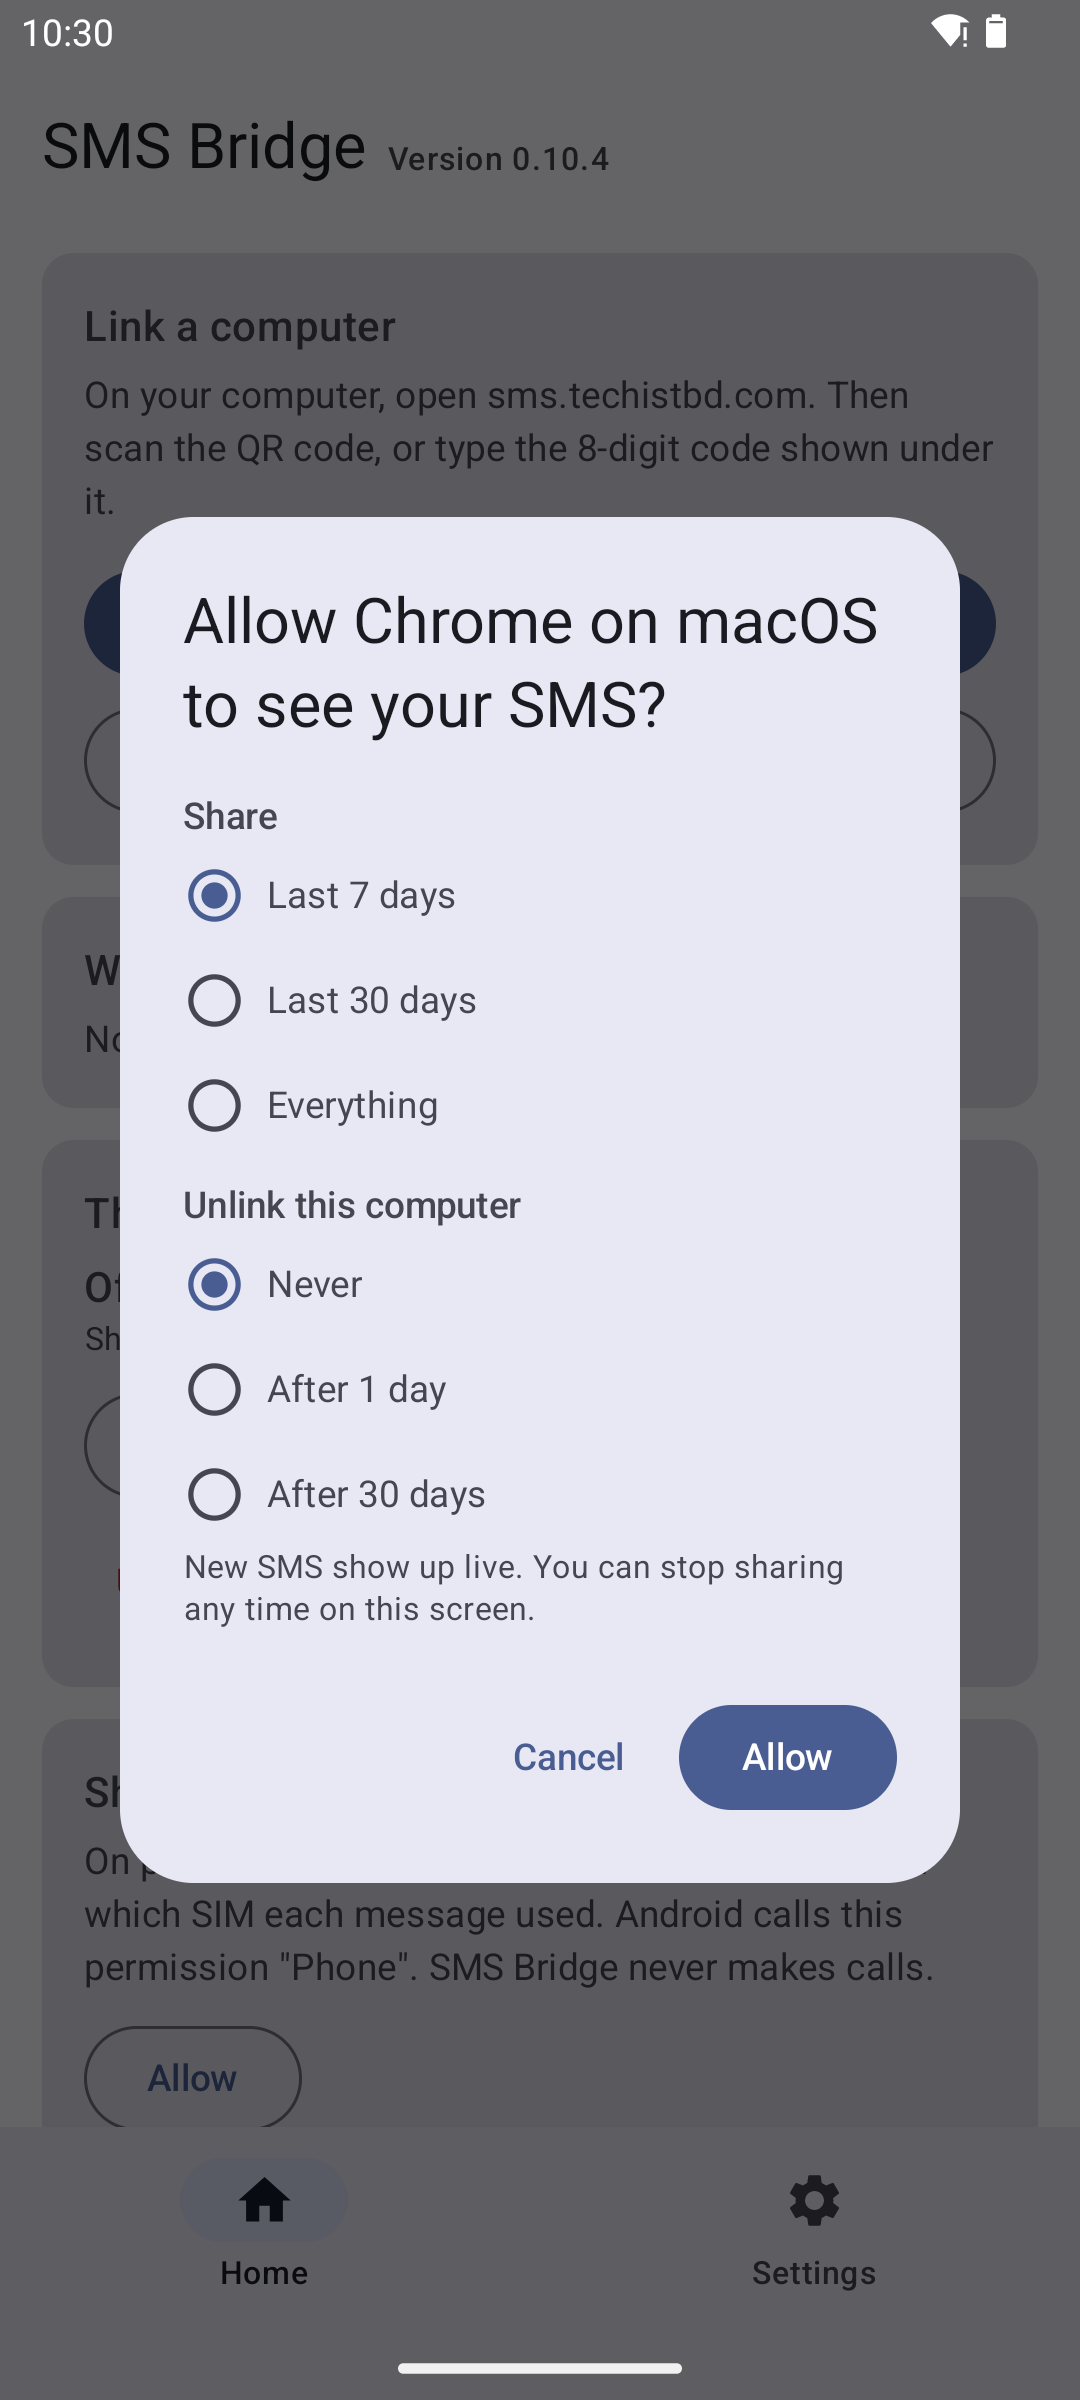 10:30
SMS Bridge Version 0.10.4
Link a computer
On your computer, open sms.techistbd.com. Then
scan the QR code, or type the 8-digit code shown under
it.
Allow Chrome on macOS
to see your SMS?
Share
Last 7 days
Last 30 days
Everything
Unlink this computer
Never
After 1 day
After 30 days
New SMS show up live. You can stop sharing
any time on this screen.
Cancel
Allow
On
which SIM each message used. Android calls this
permission "Phone". SMS Bridge never makes calls.
Allow
Home
Settings